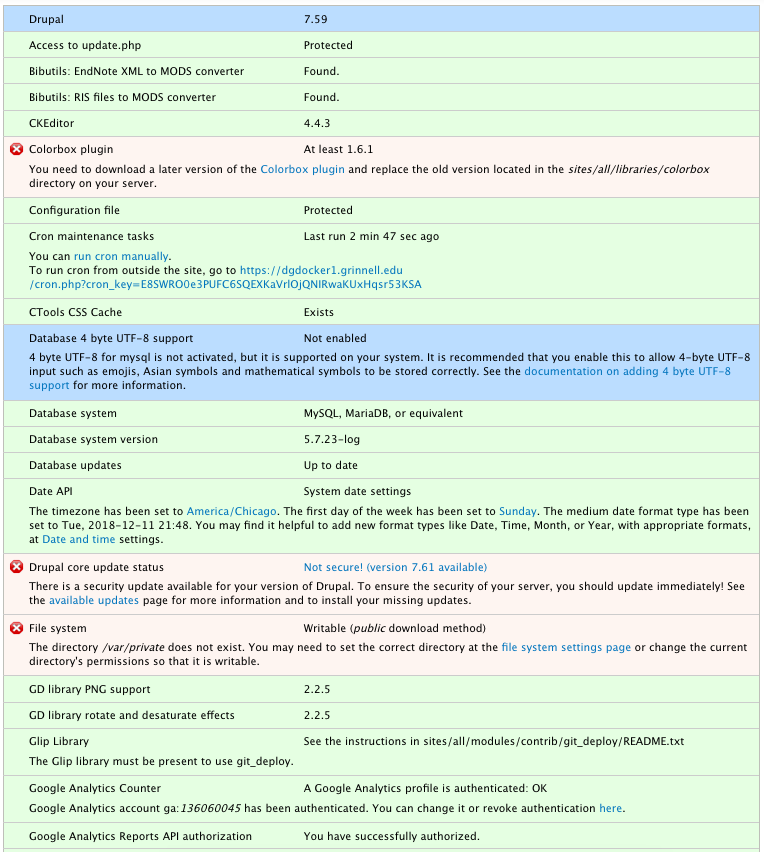 Drupal 7.59
Access to update.php Protected
Bibutils: EndNote XML to MODS converter Found.
Bibutils: RIS files to MODS converter Found.
CKEditor 4.4.3
Colorbox plugin At least 1.6.1
You need to download a later version of the Colorbox plugin and replace the old version located in the sites/all/libraries/colorbox
directory on your server.
Configuration file Protected
Cron maintenance tasks Last run 2 min 47 sec ago
You can run cron manually.
To run cron from outside the site, go to https://dgdocker1.grinnell.edu
/cron.php?cron_key=E8SWRO0e3PUFC6SQEXKaVrlOjQNIRwaKUxHqsr53KSA
CTools CSS Cache Exists
Database 4 byte UTF-8 support Not enabled
4 byte UTF-8 for mysql is not activated, but it is supported on your system. It is recommended that you enable this to allow 4-byte UTF-8
input such as emojis, Asian symbols and mathematical symbols to be stored correctly. See the documentation on adding 4 byte UTF-8
support for more information.
Database system MySQL, MariaDB, or equivalent
Database system version 5.7.23-log
Database updates Up to date
Date API System date settings
The timezone has been set to America/Chicago. The first day of the week has been set to Sunday. The medium date format type has been
set to Tue, 2018-12-11 21:48. You may find it helpful to add new format types like Date, Time, Month, or Year, with appropriate formats,
at Date and time settings.
Drupal core update status Not secure! (version 7.61 available)
There is a security update available for your version of Drupal. To ensure the security of your server, you should update immediately! See
the available updates page for more information and to install your missing updates.
File system Writable (public download method)
The directory /var/private does not exist. You may need to set the correct directory at the file system settings page or change the current
directory's permissions so that it is writable.
GD library PNG support 2.2.5
GD library rotate and desaturate effects 2.2.5
Glip Library See the instructions in sites/all/modules/contrib/git_deploy/README.txt
The Glip library must be present to use git_deploy.
Google Analytics Counter A Google Analytics profile is authenticated: OK
Google Analytics account ga:136060045 has been authenticated. You can change it or revoke authentication here.
Google Analytics Reports API authorization You have successfully authorized.